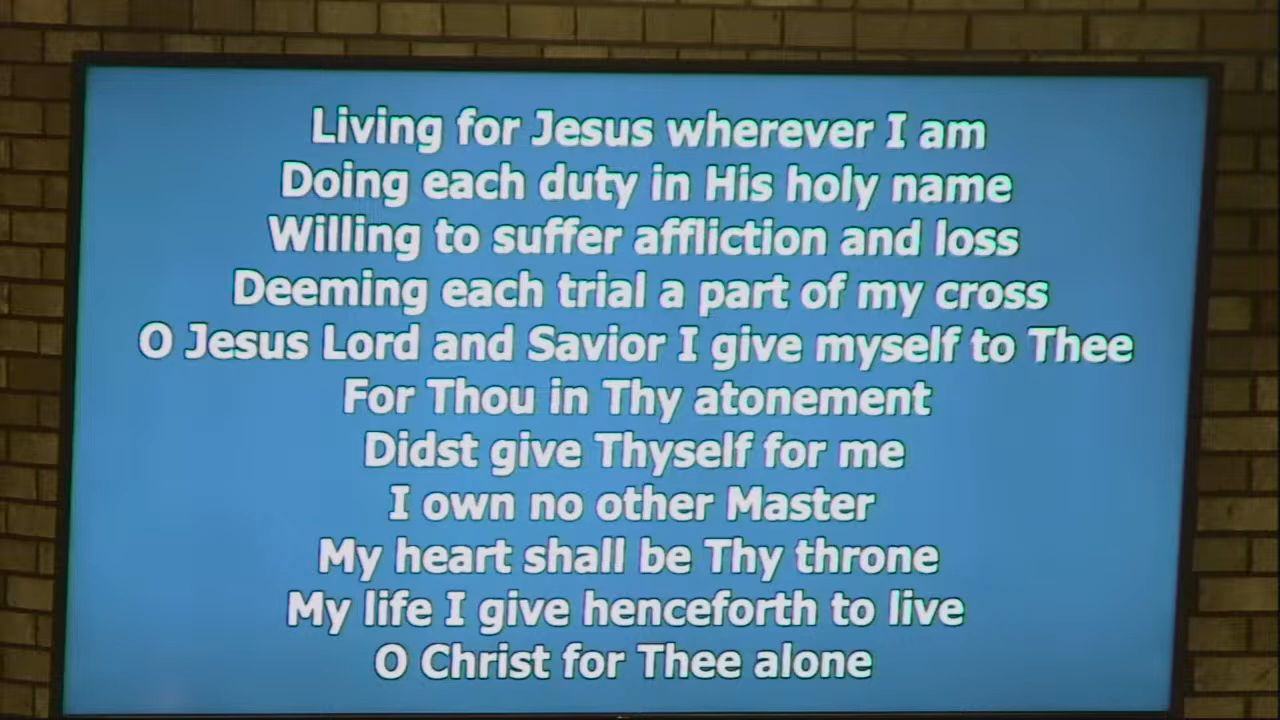 Living for Jesus wherever I am
Doing each duty in His holy name
Willing to suffer affliction and loss
Deeming each trial a part of my cross
O Jesus Lord and Savior I give myself to Thee
For Thou in Thy atonement
Didst give Thyself for me
I own no other Master
My heart shall be Thy throne
My life I give henceforth to live
O Christ for Thee alone